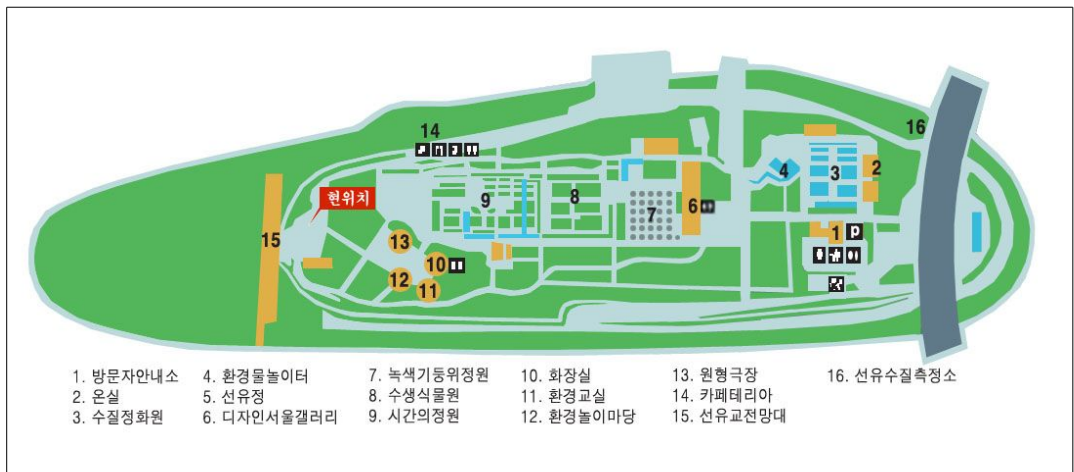 14
16
4
3
2
현위치
9
8
7
6
1
P
15
13
10
12
11
1. 방문자안내소
2. 온실
3. 수질정화원
4. 환경물놀이터
5. 선유정
6. 디자인서울갤러리
7. 녹색기둥위정원
8. 수생식물원
9. 시간의정원
10. 화장실
11. 환경교실
12. 환경놀이마당
13. 원형극장
14. 카페테리아
15. 선유교전망대
16. 선유수질측정소